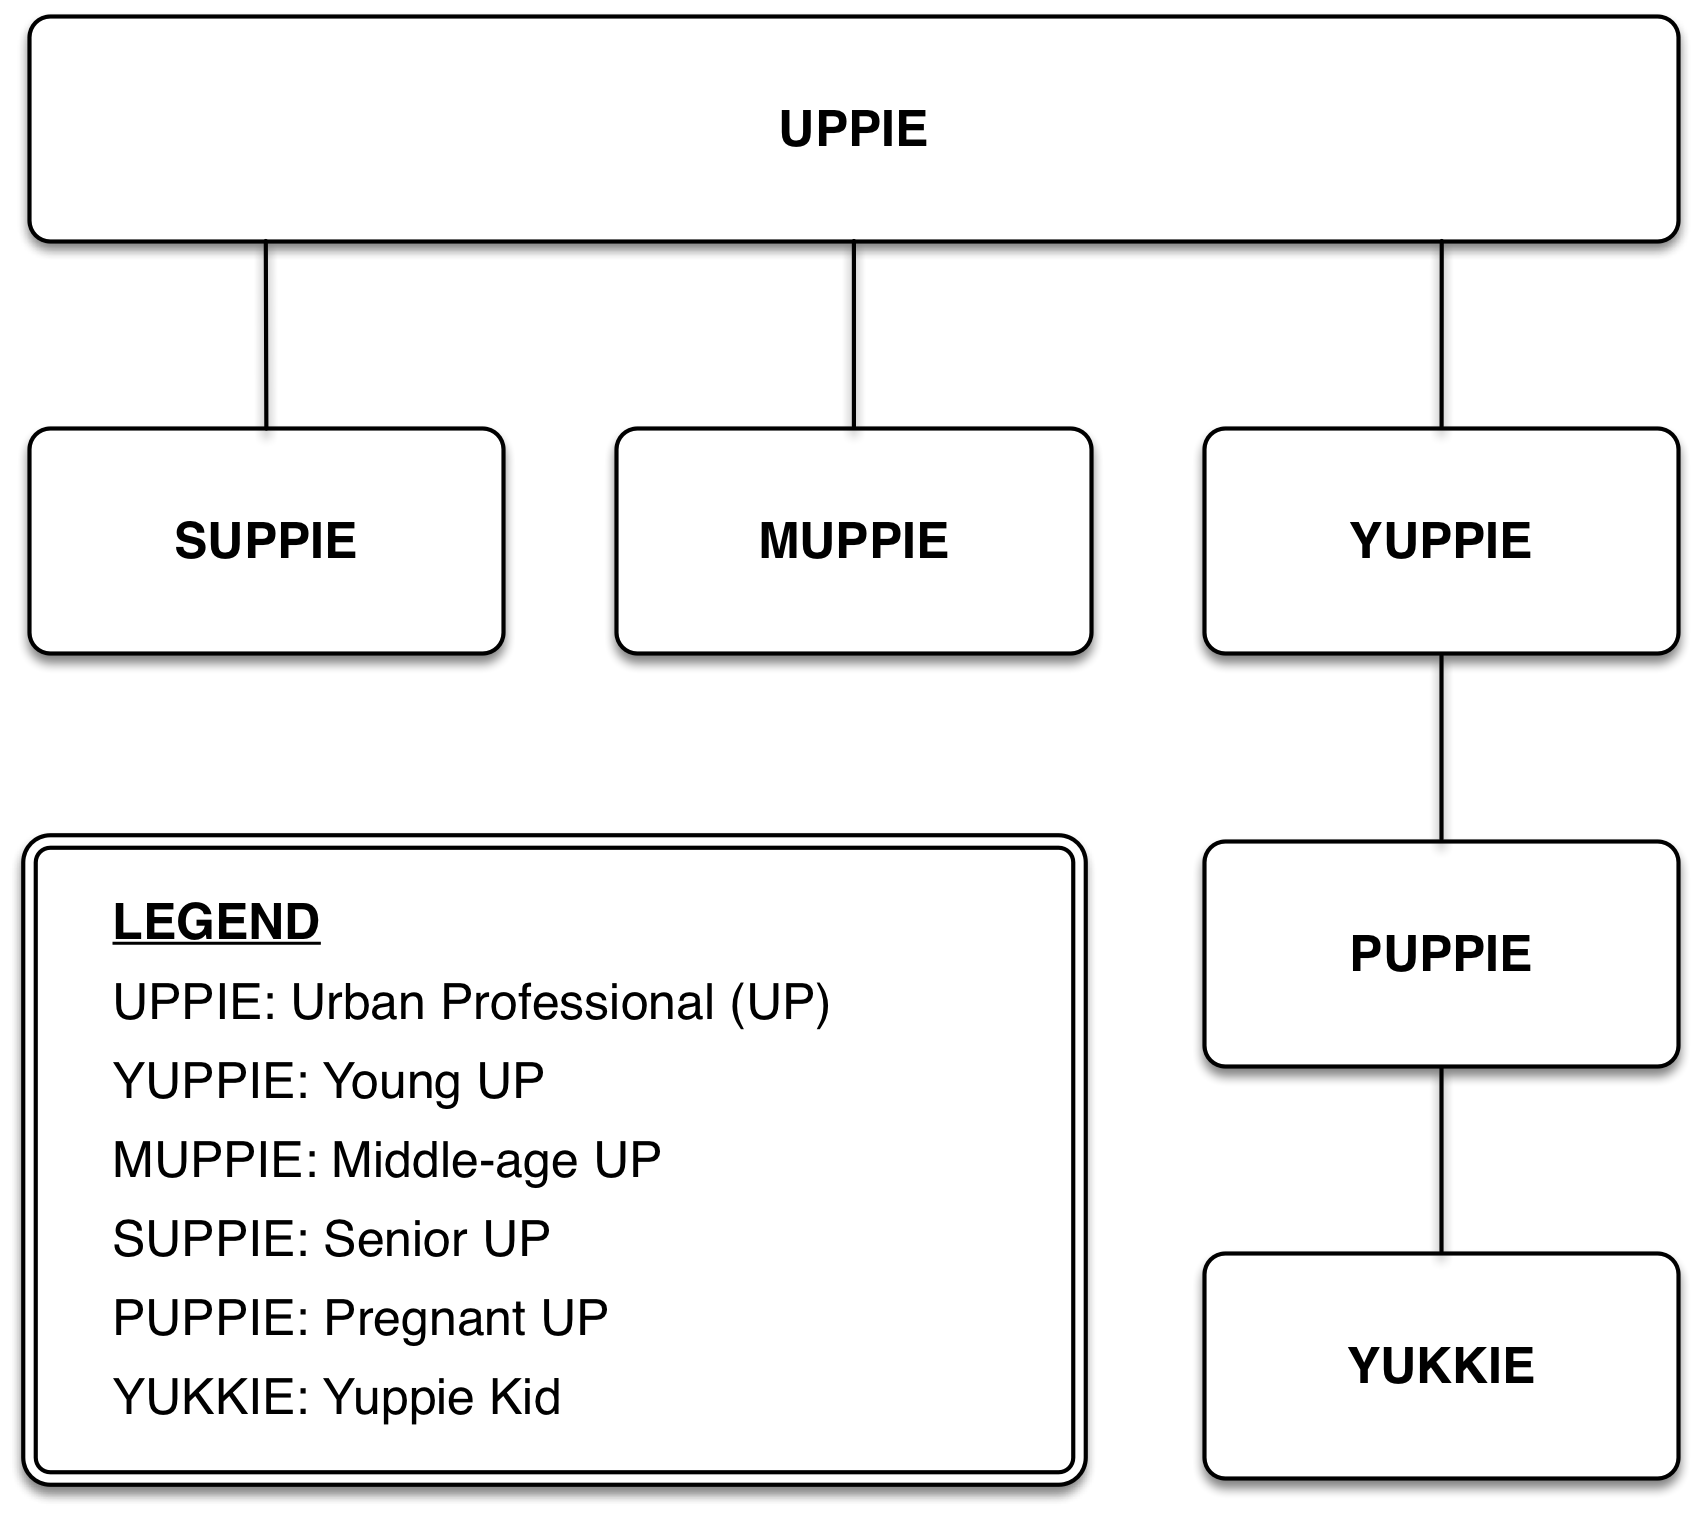 UPPIE
SUPPIE
MUPPIE
YUPPIE
PUPPIE
YUKKIE
LEGEND
UPPIE: Urban Professional (UP)
YUPPIE: Young UP
MUPPIE: Middle-age UP
SUPPIE: Senior UP
PUPPIE: Pregnant UP
YUKKIE: Yuppie Kid